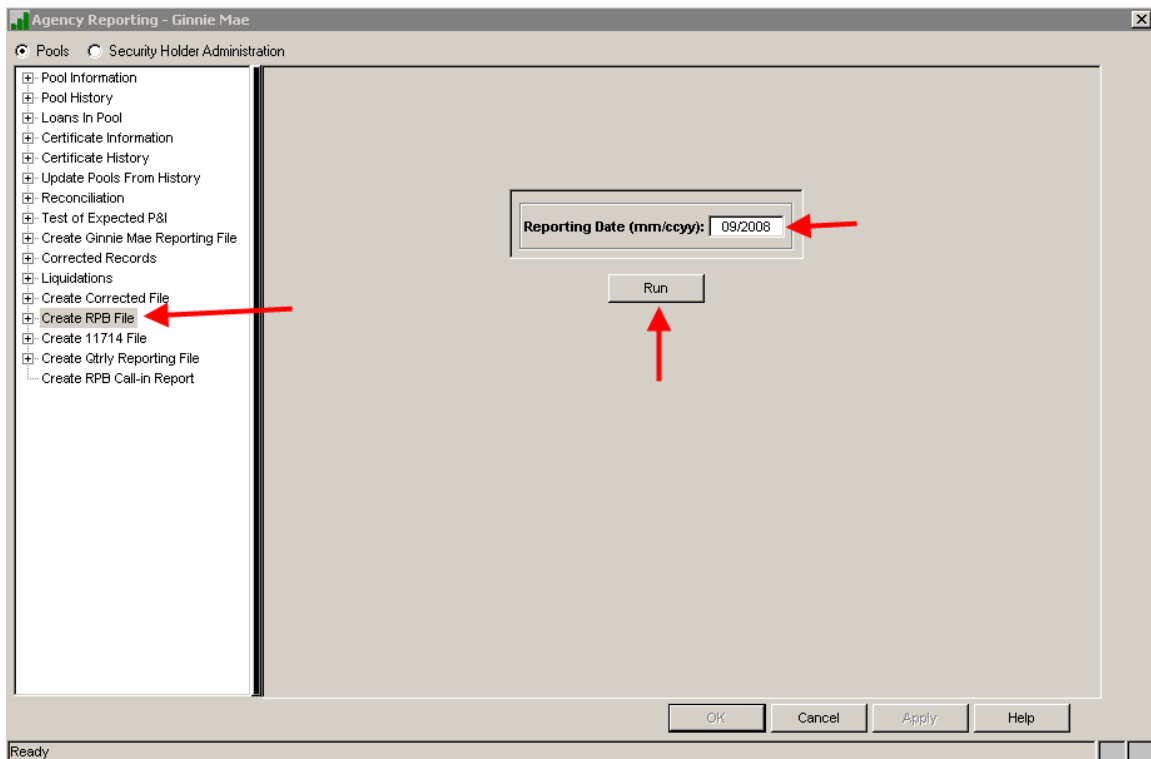 Agency Reporting - Ginnie Mae
Pools Security Holder Administration
Pool Information
Pool History
Loans In Pool
Certificate Information
Certificate History
Update Pools From History
Reconciliation
Test of Expected P&I
Create Ginnie Mae Reporting File
Corrected Records
Liquidations
Create Corrected File
Create RPB File
Create 11714 File
Create Qtrly Reporting File
Create RPB Call-in Report
Reporting Date (mm/ccyy): 09/2008
Run
OK Cancel Apply Help
Ready